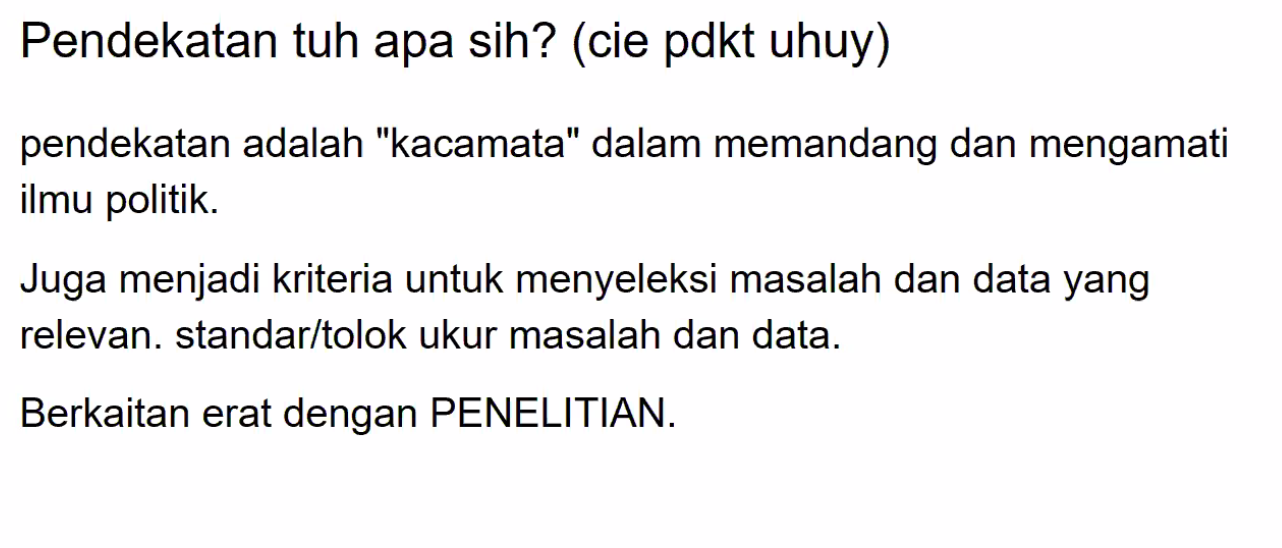 Pendekatan tuh apa sih? (cie pdkt uhuy)
pendekatan adalah "kacamata" dalam memandang dan mengamati
ilmu politik.
Juga menjadi kriteria untuk menyeleksi masalah dan data yang
relevan. standar/tolok ukur masalah dan data.
Berkaitan erat dengan PENELITIAN.